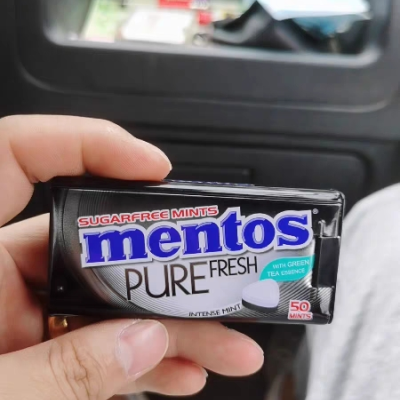 SUGARFREE MINTS
mentos®
PURE FRESH
WITH GREEN
TEA ESSENCE
INTENSE MINT
50
MINTS